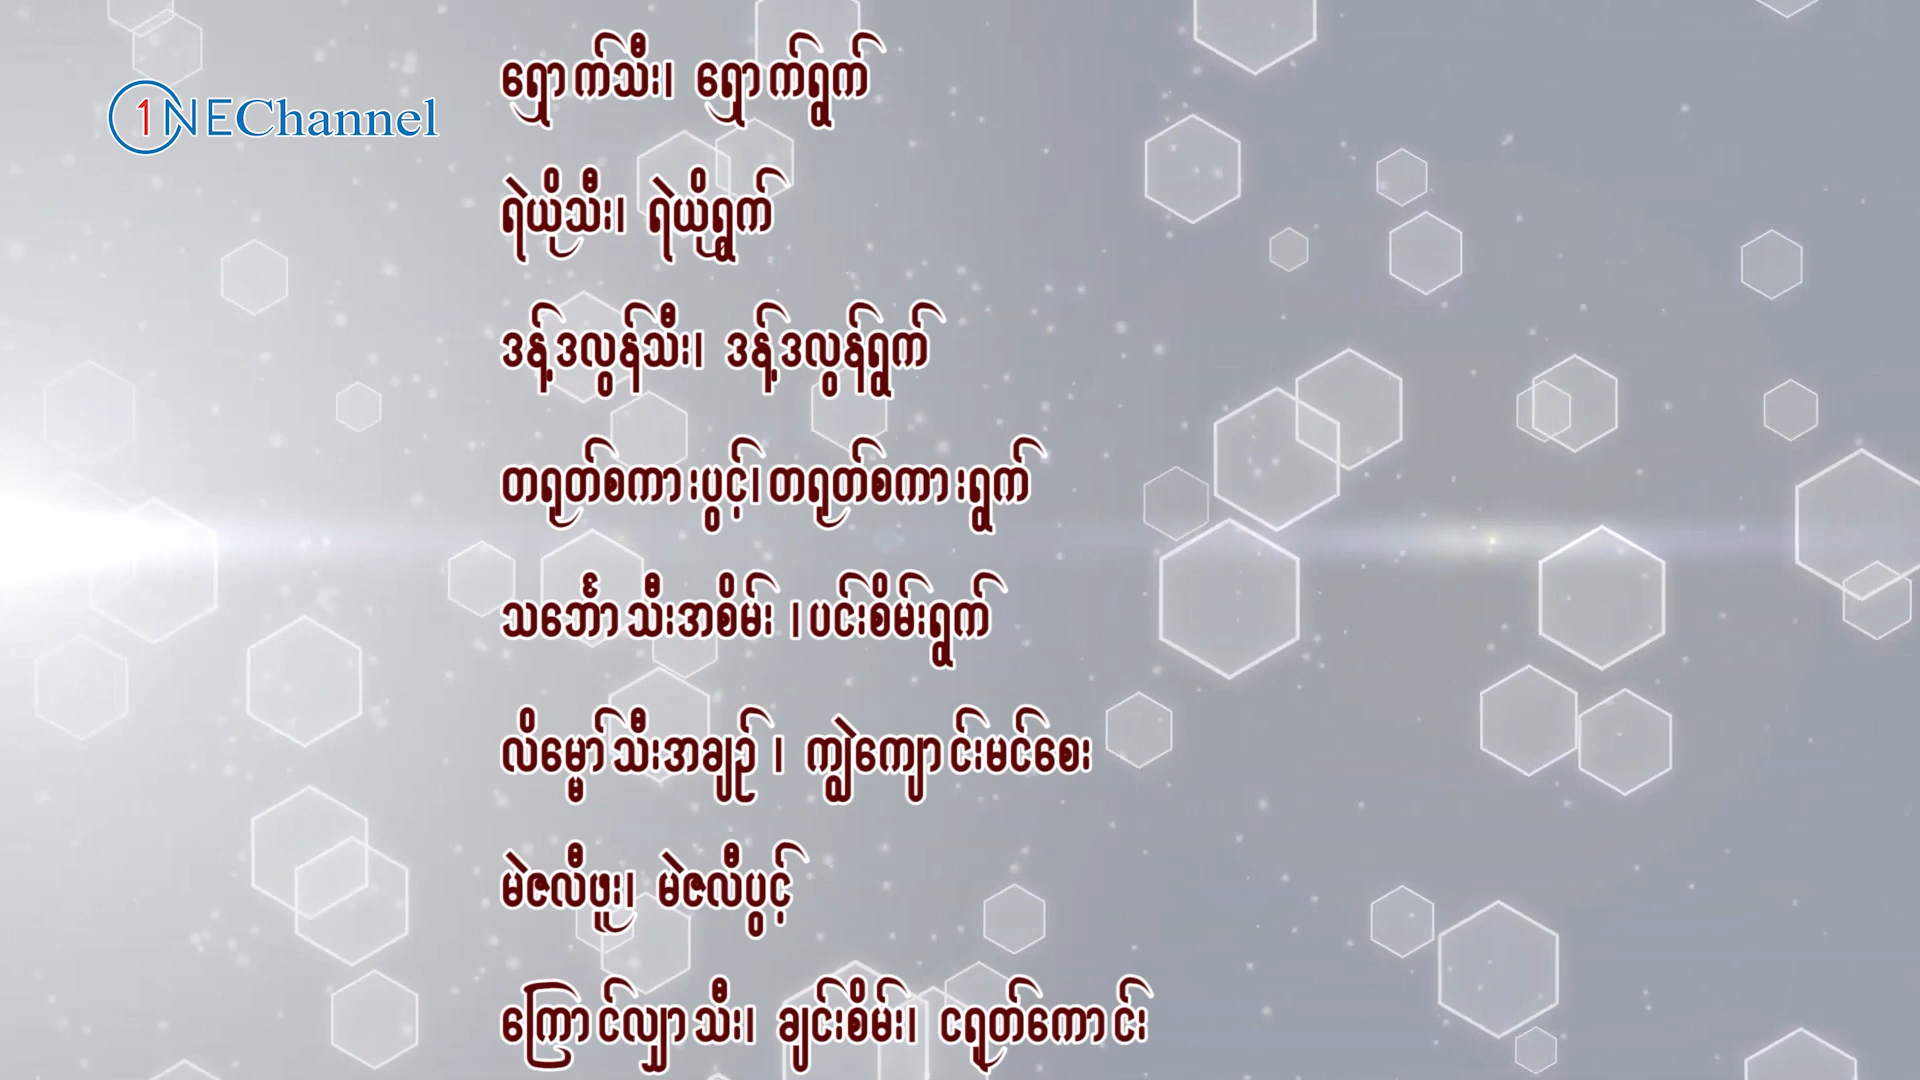 ရှောက်သီး၊ ရှောက်ရွက်
1NEChannel
ရဲယိုသီး၊ ရဲယိုရွက်
ဒန့်ဒလွန်သီး၊ ဒန့်ဒလွန်ရွက်
တရုတ်စကားပွင့်၊တရုတ်စကားရွက်
သင်္ဘောသီးအစိမ်း ၊ပင်းစိမ်းရွက်
လိမ္မော်သီးအချဉ် ၊ ကျွဲကျောင်းမင်စေး
မဲဇလီဖူး၊ မဲဇလီပွင့်
ကြောင်လျှာသီး၊ ချင်းစိမ်း၊ ငရုတ်ကောင်း